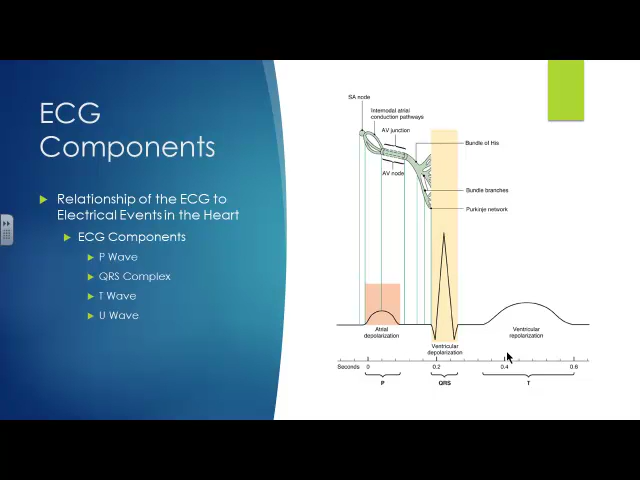 ECG
Components
Relationship of the ECG to
Electrical Events in the Heart
ECG Components
P Wave
QRS Complex
T Wave
U Wave
SA node
Internodal atrial
conduction pathways
AV junction
Bundle of His
AV node
Bundle branches
Purkinje network
Atrial
depolarization
Ventricular
depolarization
Ventricular
repolarization
Seconds 0 0.2 0.4 0.6
P QRS T